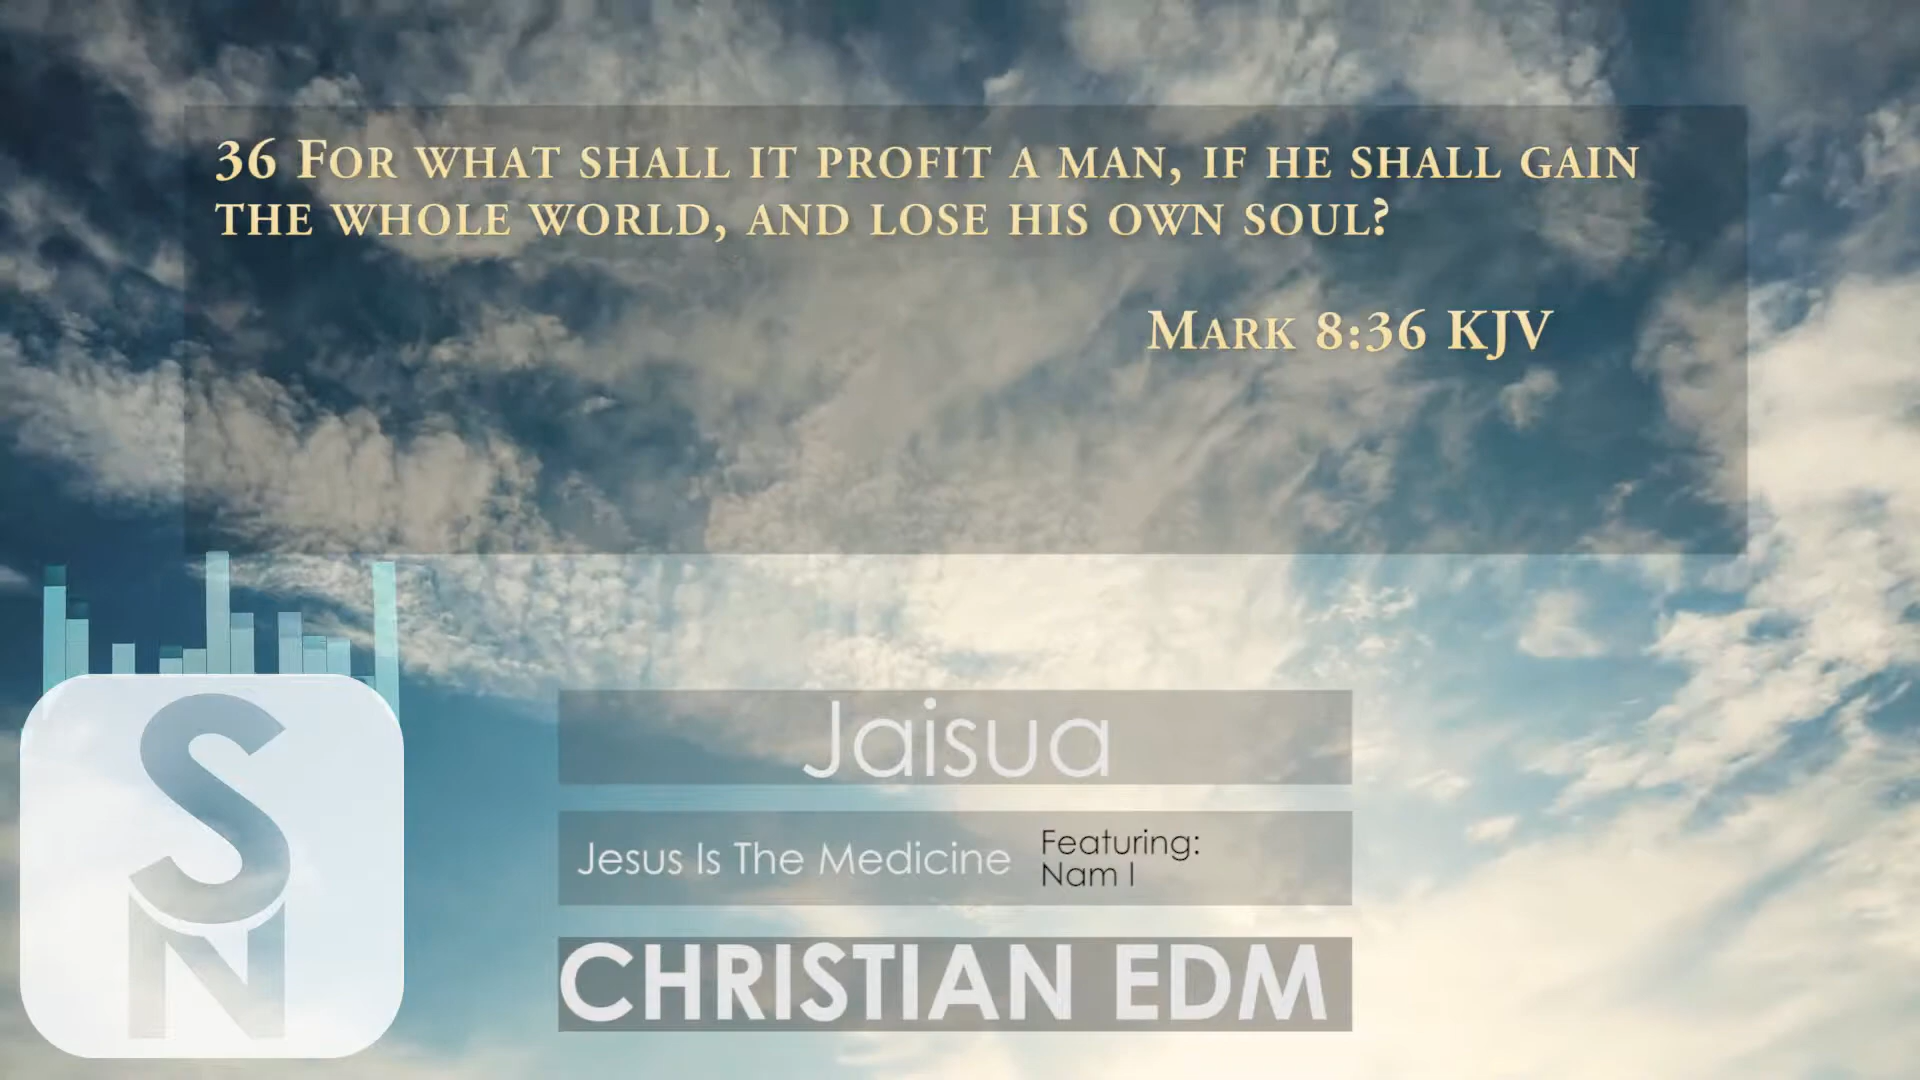 36 For what shall it profit a man, if he shall gain
the whole world, and lose his own soul?
Mark 8:36 KJV
Jaisua
Jesus Is The Medicine
Featuring:
Nam I
CHRISTIAN EDM
S
N